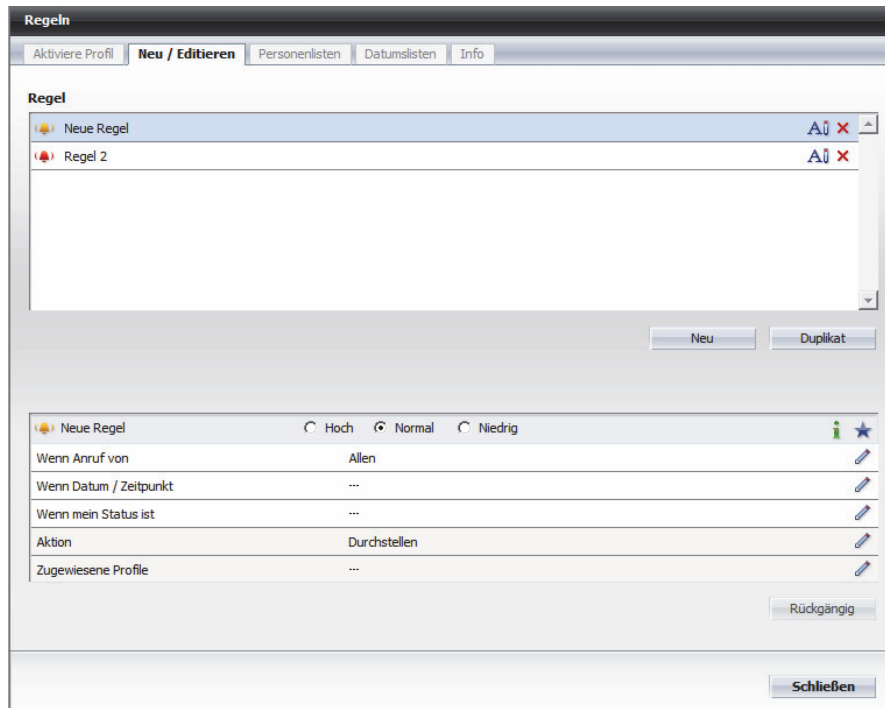 Regeln
Aktiviere Profil Neu / Editieren Personenlisten Datumslisten Info
Regel
Neue Regel
Regel 2
Neu Duplikat
Neue Regel Hoch Normal Niedrig
Wenn Anruf von Allen
Wenn Datum / Zeitpunkt ---
Wenn mein Status ist ---
Aktion Durchstellen
Zugewiesene Profile ---
Rückgängig
Schließen